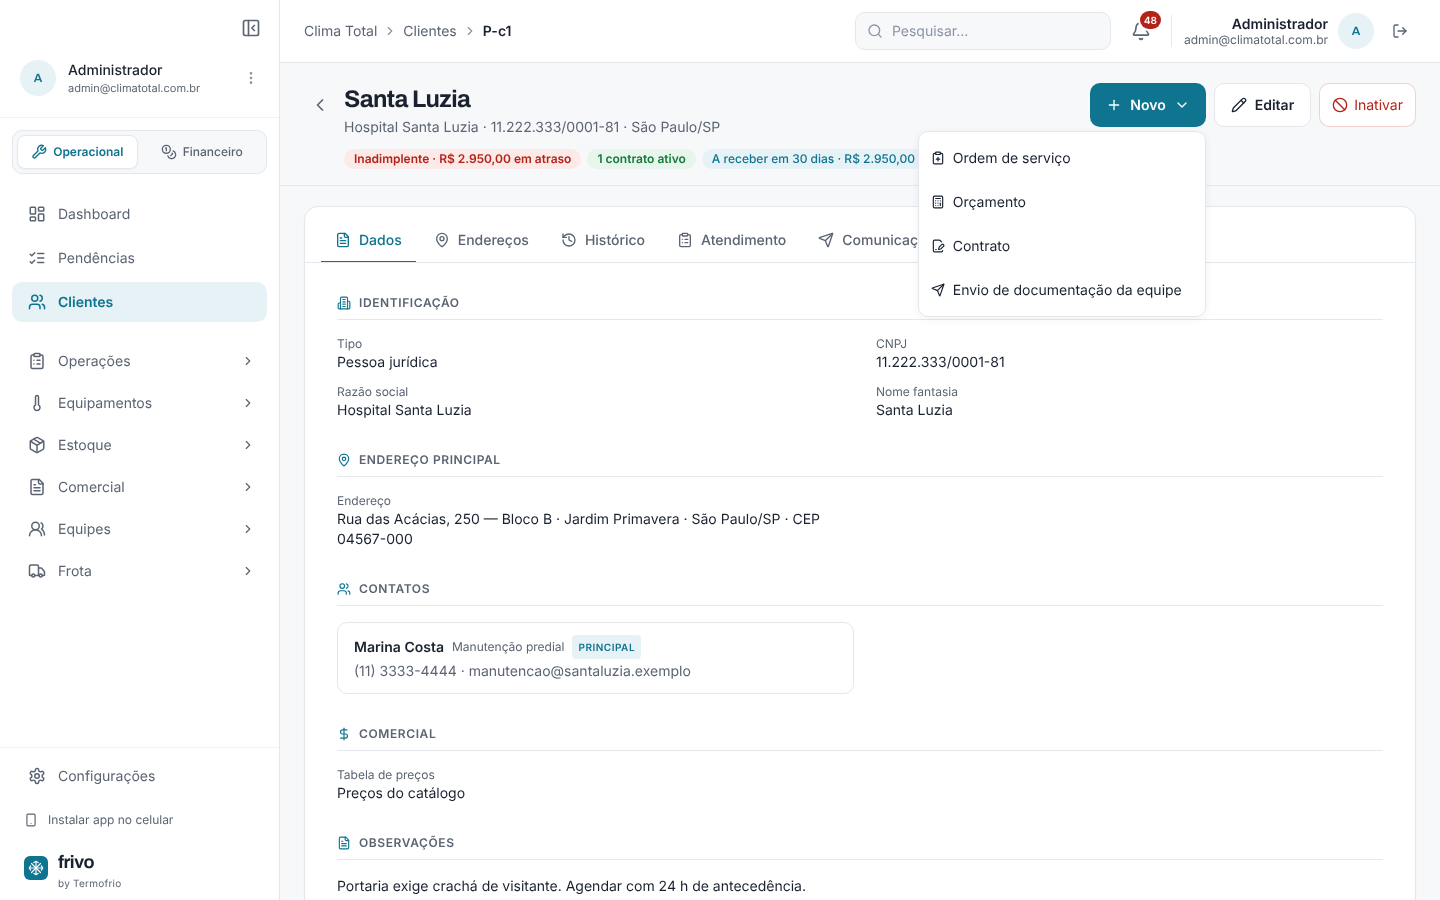 Administrador
admin@climatotal.com.br
Operacional
Financeiro
Dashboard
Pendências
Clientes
Operações
Equipamentos
Estoque
Comercial
Equipes
Frota
Configurações
Instalar app no celular
frivo
by Termofrio
Clima Total
Clientes
P-c1
Pesquisar...
48
Administrador
admin@climatotal.com.br
A
A
Santa Luzia
Hospital Santa Luzia · 11.222.333/0001-81 · São Paulo/SP
Inadimplente · R$ 2.950,00 em atraso
1 contrato ativo
A receber em 30 dias · R$ 2.950,00
Novo
Editar
Inativar
Ordem de serviço
Orçamento
Contrato
Envio de documentação da equipe
Dados
Endereços
Histórico
Atendimento
Comunicaç
IDENTIFICAÇÃO
Tipo
Pessoa jurídica
CNPJ
11.222.333/0001-81
Razão social
Hospital Santa Luzia
Nome fantasia
Santa Luzia
ENDEREÇO PRINCIPAL
Endereço
Rua das Acácias, 250 — Bloco B · Jardim Primavera · São Paulo/SP · CEP
04567-000
CONTATOS
Marina Costa Manutenção predial PRINCIPAL
(11) 3333-4444 · manutencao@santaluzia.exemplo
COMERCIAL
Tabela de preços
Preços do catálogo
OBSERVAÇÕES
Portaria exige crachá de visitante. Agendar com 24 h de antecedência.